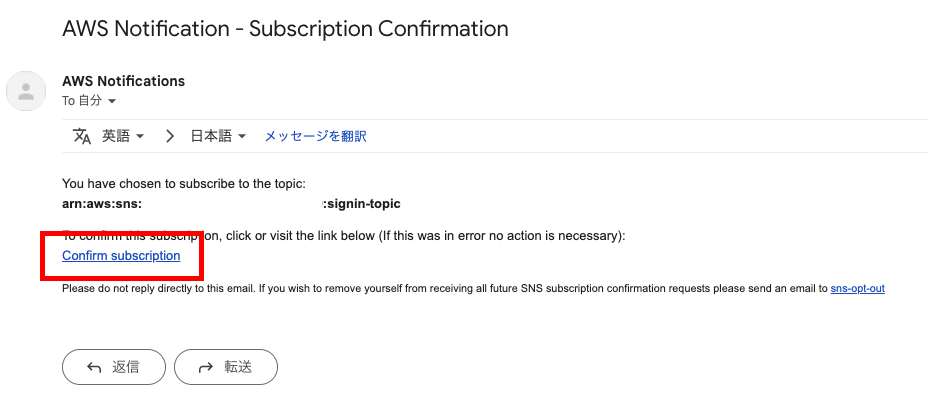 AWS Notification - Subscription Confirmation
AWS Notifications
To 自分
英語 日本語 メッセージを翻訳
You have chosen to subscribe to the topic:
arn:aws:sns: :signin-topic
To confirm this subscription, click or visit the link below (If this was in error no action is necessary):
Confirm subscription
Please do not reply directly to this email. If you wish to remove yourself from receiving all future SNS subscription confirmation requests please send an email to sns-opt-out
返信 転送